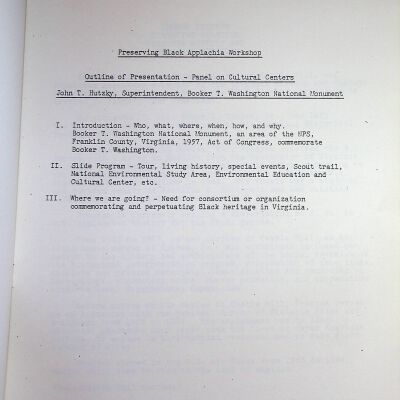 Preserving Black Applachia Workshop
Outline of Presentation - Panel on Cultural Centers
John T. Hutzky, Superintendent, Booker T. Washington National Monument
I. Introduction - Who, what, where, when, how, and why.
Booker T. Washington National Monument, an area of the NPS,
Franklin County, Virginia, 1957, Act of Congress, commemorate
Booker T. Washington.
II. Slide Program - Tour, living history, special events, Scout trail,
National Environmental Study Area, Environmental Education and
Cultural Center, etc.
III. Where we are going? - Need for consortium or organization
commemorating and perpetuating Black heritage in Virginia.